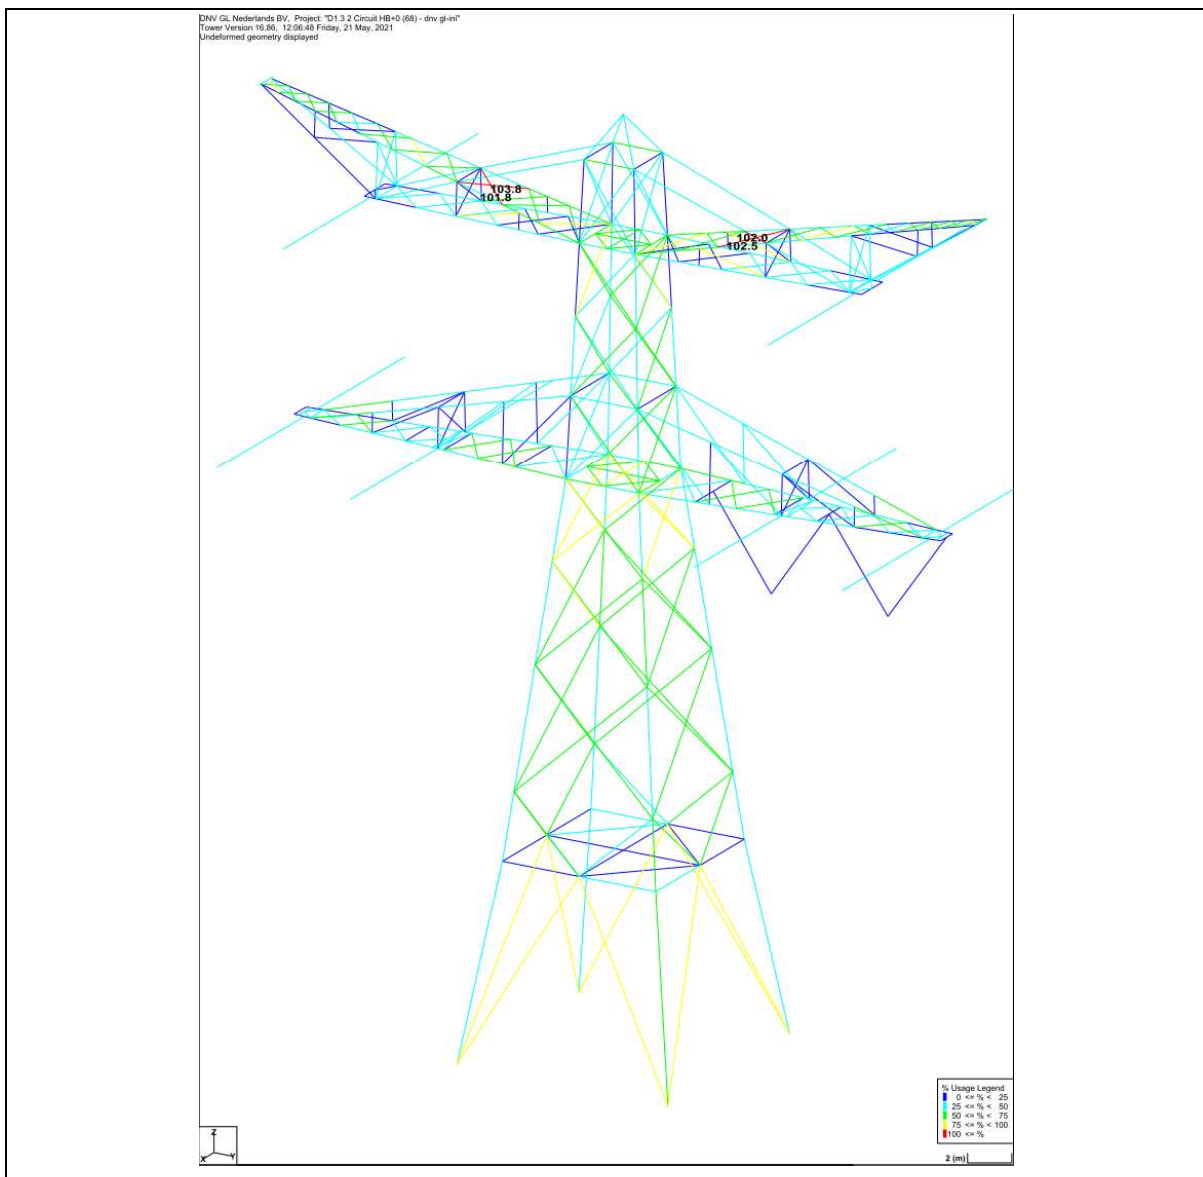 DNV GL Nederlands BV, Project: "D1.3 2 Circuit HB+0 (68) - dnv gl-ini"
Tower Version 16.86, 12:06:48 Friday, 21 May, 2021
Undeformed geometry displayed
103.8
101.8
102.0
102.5
% Usage Legend
0 <= % < 25
25 <= % < 50
50 <= % < 75
75 <= % < 100
100 <= %
Z
X
Y
2 (m)